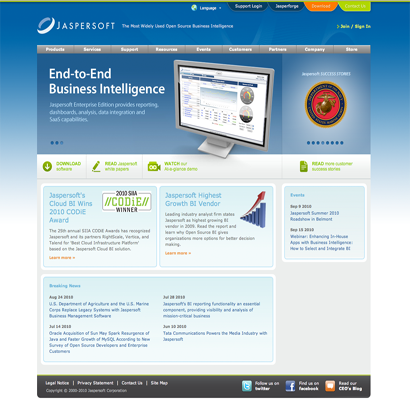 Language
Support Login
Jaspersoft
Download
JASPERSOFT
The Most Widely Used Open Source Business Intelligence
Join / Sign In
Products
Services
Support
Resources
Events
Customers
Partners
Company
Store
End-to-End
Business Intelligence
Jaspersoft Enterprise Edition provides reporting,
dashboards, analysis, data integration and
SaaS capabilities.
Jaspersoft SUCCESS STORIES
DOWNLOAD
software
READ Jaspersoft
white papers
WATCH our
READ more customer
success stories
Jaspersoft's
Cloud BI Wins
2010 CODiE
Award
2010 SIIA
CODiE
WINNER
The 25th annual SIIA CODiE Awards has recognized
Jaspersoft and its partners RightScale, Vertica, and
Talend for 'Best Cloud Infrastructure Platform'
based on the Jaspersoft Cloud BI solution.
Learn more »
Jaspersoft Highest
Growth BI Vendor
Leading industry analyst firm states
Jaspersoft as highest growing BI
vendor in 2009. Read the report and
learn why Open Source BI gives
organizations more options for better decision
making.
Learn more »
Events
Sep 9 2010
Jaspersoft Summer 2010
Roadshow in Belmont
Sep 15 2010
Webinar: Enhancing In-House
Apps with Business Intelligence:
How to Select and Integrate BI
Breaking News
Aug 24 2010
U.S. Department of Agriculture and the U.S. Marine
Corps Replace Legacy Systems with Jaspersoft
Business Management Software
Jul 14 2010
Oracle Acquisition of Sun May Spark Resurgence of
Java and Faster Growth of MySQL According to New
Survey of Open Source Developers and Enterprise
Customers
Jul 28 2010
Jaspersoft's BI reporting functionality an essential
component, providing visibility and analysis of
mission-critical business
Jun 23 2010
Tata Communications Powers the Media Industry with
Jaspersoft
Legal Notice | Privacy Statement | Contact Us | Site Map
Copyright © 2000-2010 Jaspersoft Corporation
Follow us on
twitter
Find us on
facebook
Read our
CEO's Blog